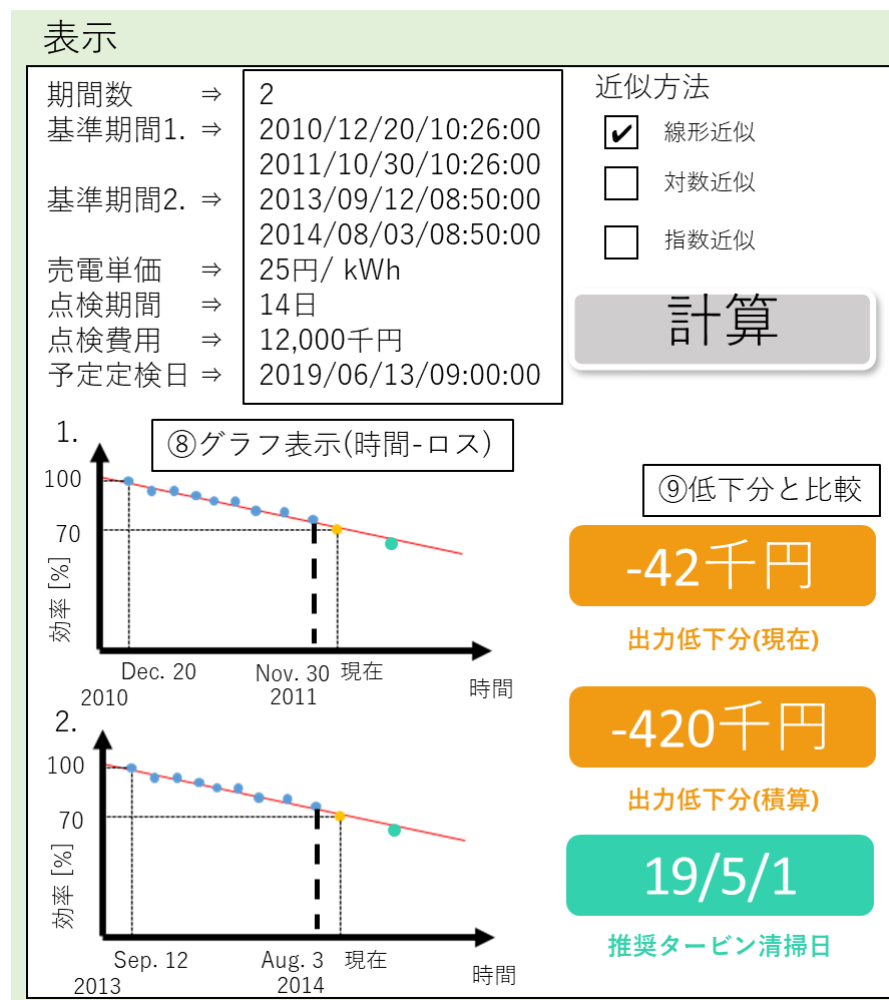 表示
期間数 ⇒ 2
基準期間1. ⇒ 2010/12/20/10:26:00
2011/10/30/10:26:00
基準期間2. ⇒ 2013/09/12/08:50:00
2014/08/03/08:50:00
売電単価 ⇒ 25円/ kWh
点検期間 ⇒ 14日
点検費用 ⇒ 12,000千円
予定定検日 ⇒ 2019/06/13/09:00:00
近似方法
✔ 線形近似
対数近似
指数近似
計算
1.
⑧グラフ表示(時間-ロス)
100
70
効率 [%]
Dec. 20 Nov. 30 現在
2010 2011 時間
2.
100
70
効率 [%]
Sep. 12 Aug. 3 現在
2013 2014 時間
⑨低下分と比較
-42千円
出力低下分(現在)
-420千円
出力低下分(積算)
19/5/1
推奨タービン清掃日